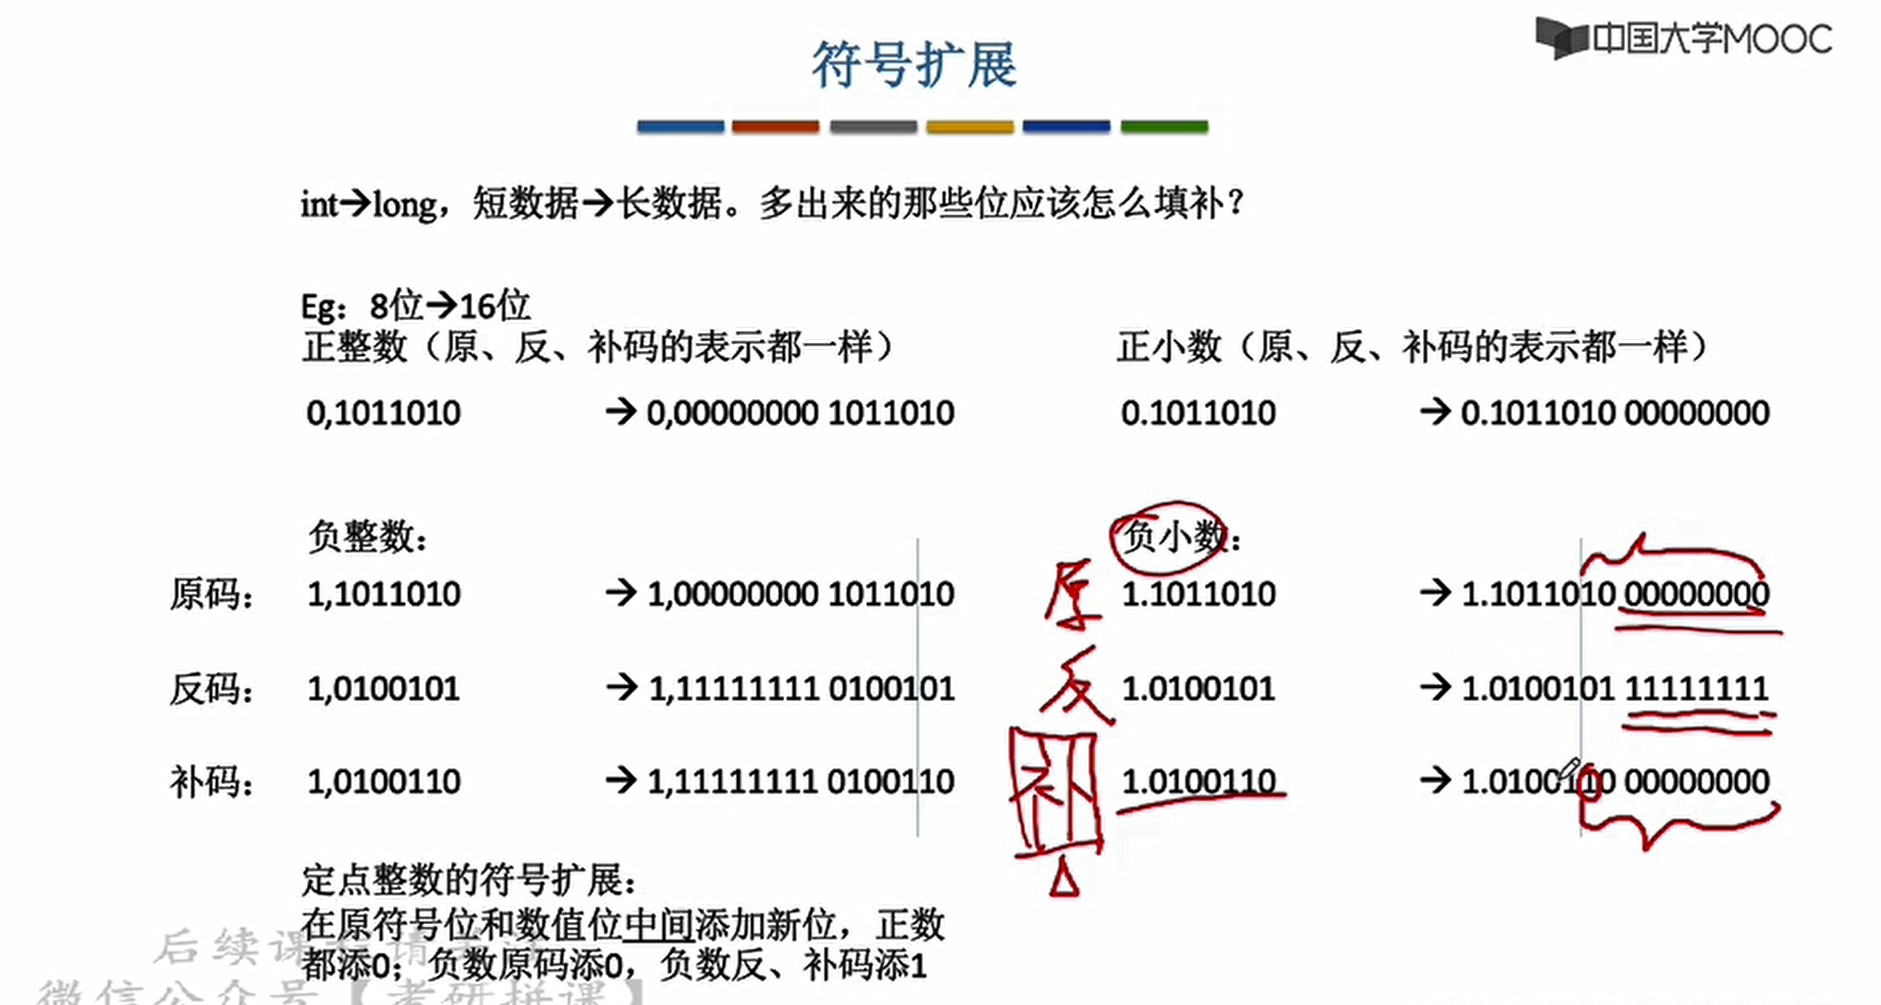 中国大学MOOC
符号扩展
int→long，短数据→长数据。多出来的那些位应该怎么填补？
Eg：8位→16位
正整数（原、反、补码的表示都一样）
正小数（原、反、补码的表示都一样）
0,1011010 → 0,00000000 1011010
0.1011010 → 0.1011010 00000000
负整数：
负小数：
原码： 1,1011010 → 1,00000000 1011010
原 1.1011010 → 1.1011010 00000000
反码： 1,0100101 → 1,11111111 0100101
反 1.0100101 → 1.0100101 11111111
补码： 1,0100110 → 1,11111111 0100110
补 1.0100110 → 1.0100110 00000000
定点整数的符号扩展：
在原符号位和数值位中间添加新位，正数
都添0；负数原码添0，负数反、补码添1
后续课 请
微信公众号【考研拼课】